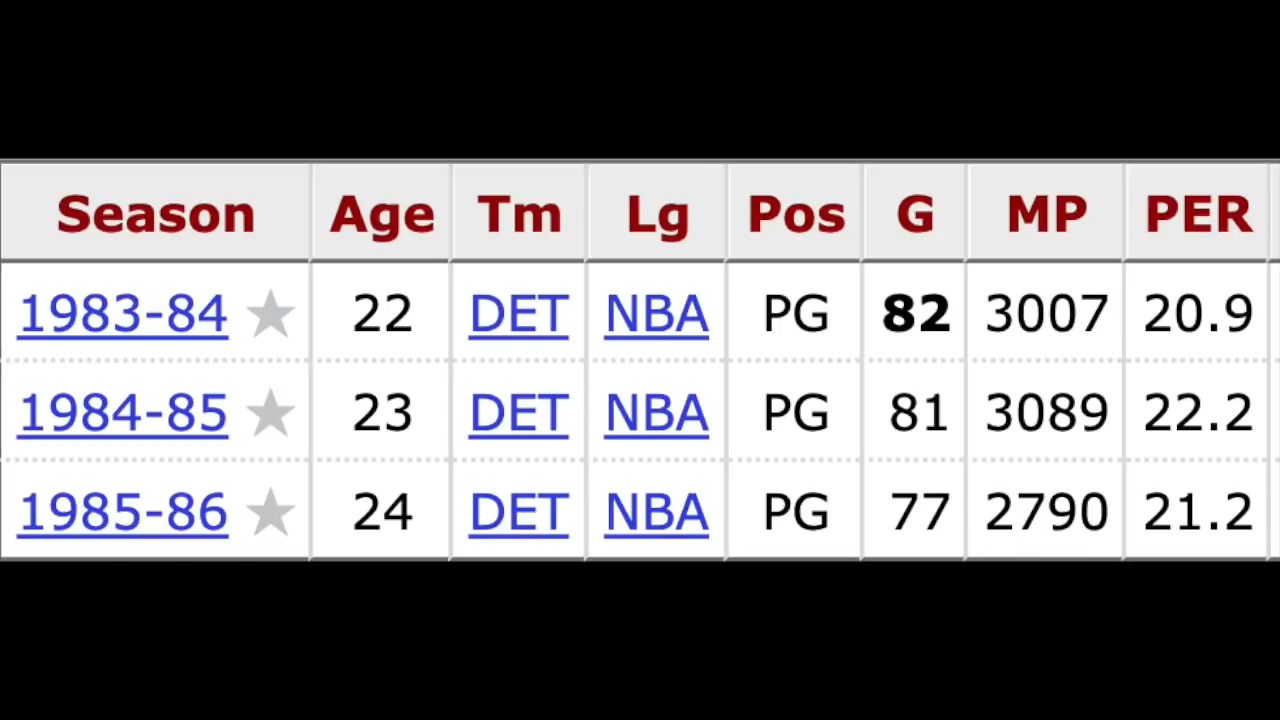 Season Age Tm Lg Pos G MP PER
1983-84 ★ 22 DET NBA PG 82 3007 20.9
1984-85 ★ 23 DET NBA PG 81 3089 22.2
1985-86 ★ 24 DET NBA PG 77 2790 21.2